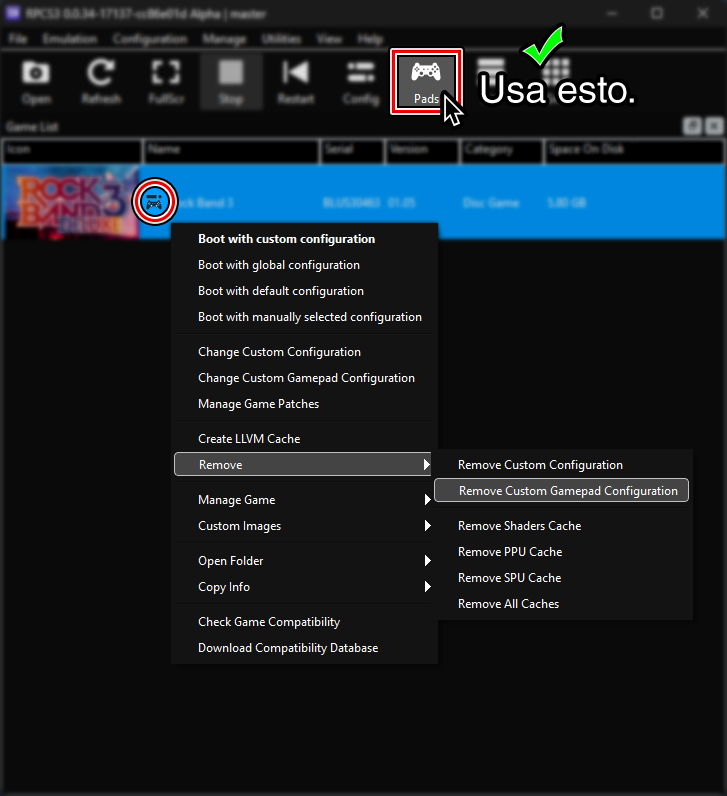 RPCS3 0.0.34-17137-cc86e01d Alpha | master
File Emulation Configuration Manage Utilities View Help
Open Refresh FullScr Stop Restart Config Pads
Usa esto.
Game List
Icon Name Serial Version Category Space On Disk
ROCK BAND 3 DELUXE
Rock Band 3 BLUS30463 01.05 Disc Game 5.80 GB
Boot with custom configuration
Boot with global configuration
Boot with default configuration
Boot with manually selected configuration
Change Custom Configuration
Change Custom Gamepad Configuration
Manage Game Patches
Create LLVM Cache
Remove
Remove Custom Configuration
Remove Custom Gamepad Configuration
Manage Game
Custom Images
Remove Shaders Cache
Remove PPU Cache
Open Folder
Remove SPU Cache
Copy Info
Remove All Caches
Check Game Compatibility
Download Compatibility Database